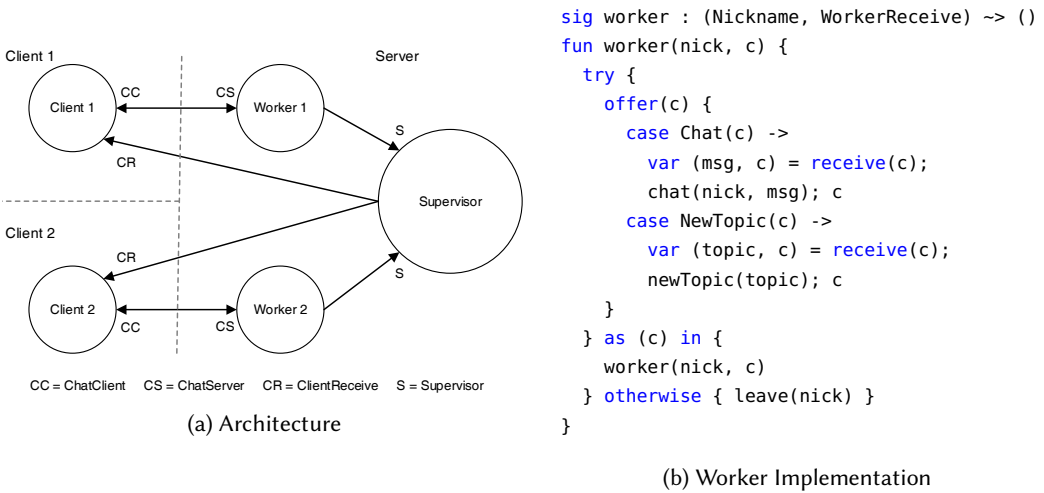 Client 1
Server
Client 1
CC
CS
Worker 1
S
CR
Supervisor
Client 2
CR
S
Client 2
CC
CS
Worker 2
CC = ChatClient CS = ChatServer CR = ClientReceive S = Supervisor
(a) Architecture
sig worker : (Nickname, WorkerReceive) ~> ()
fun worker(nick, c) {
  try {
    offer(c) {
      case Chat(c) ->
        var (msg, c) = receive(c);
        chat(nick, msg); c
      case NewTopic(c) ->
        var (topic, c) = receive(c);
        newTopic(topic); c
    }
  } as (c) in {
    worker(nick, c)
  } otherwise { leave(nick) }
}
(b) Worker Implementation